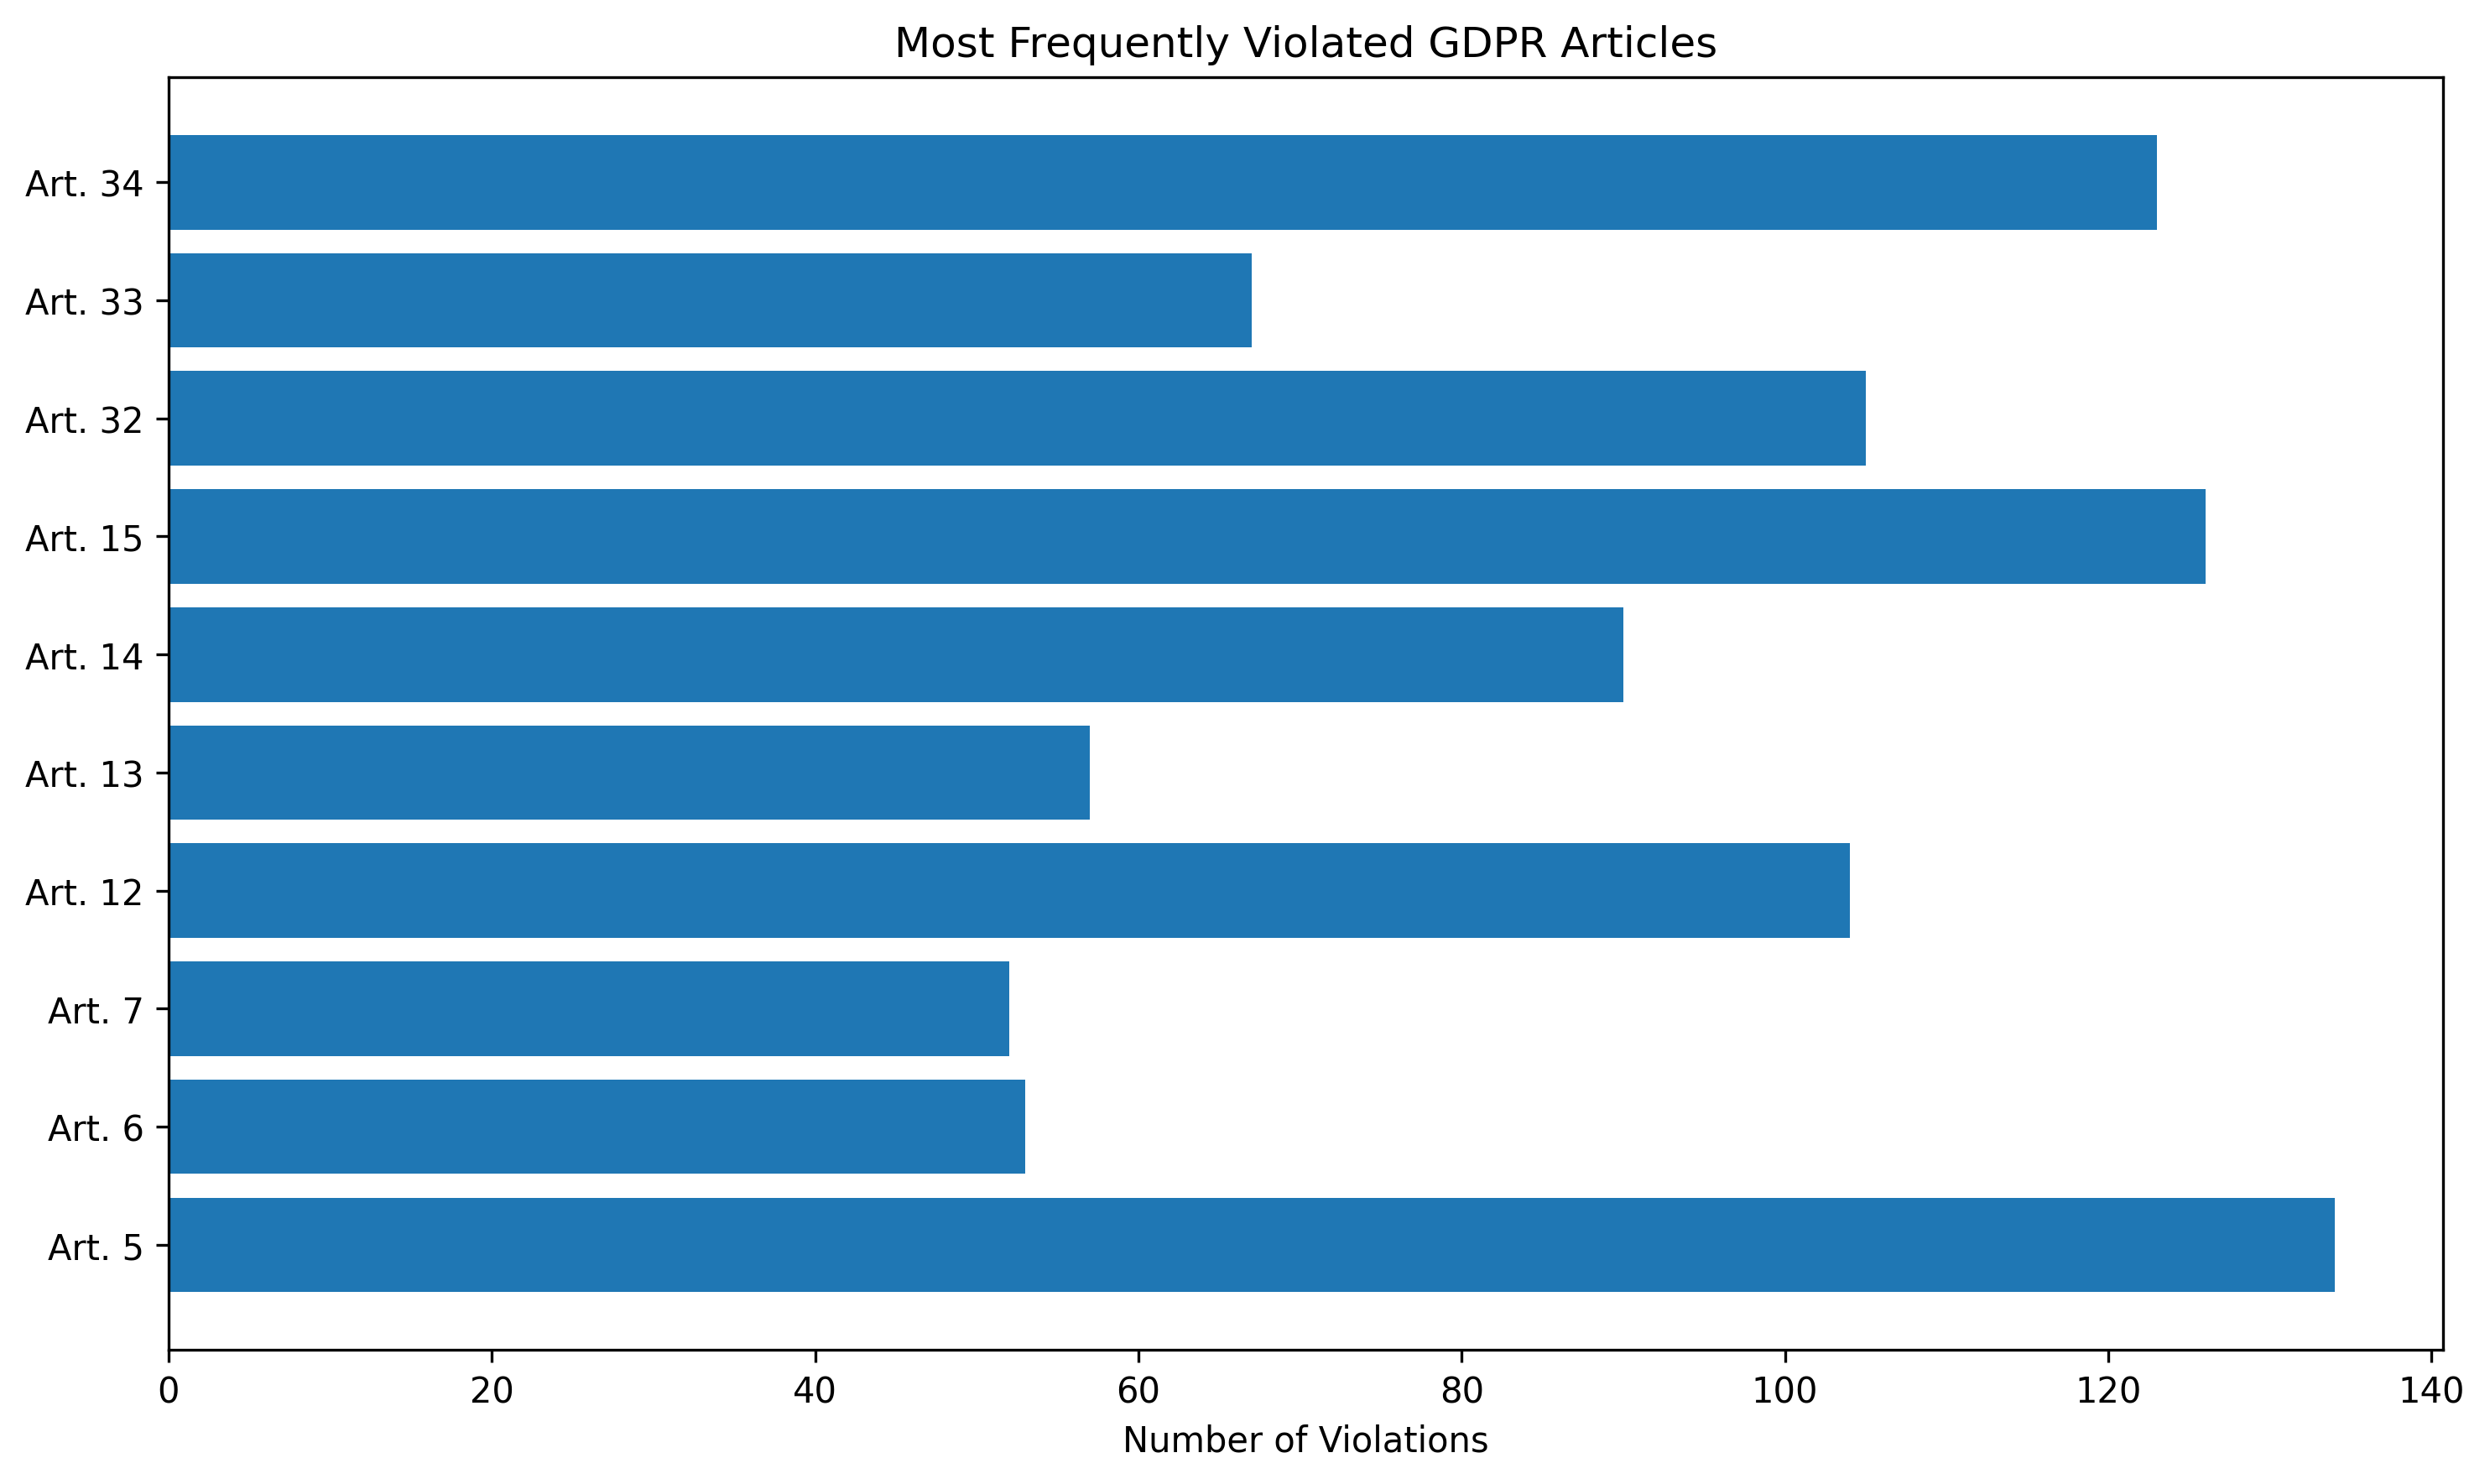 Most Frequently Violated GDPR Articles
Art. 34
Art. 33
Art. 32
Art. 15
Art. 14
Art. 13
Art. 12
Art. 7
Art. 6
Art. 5
0 20 40 60 80 100 120 140
Number of Violations